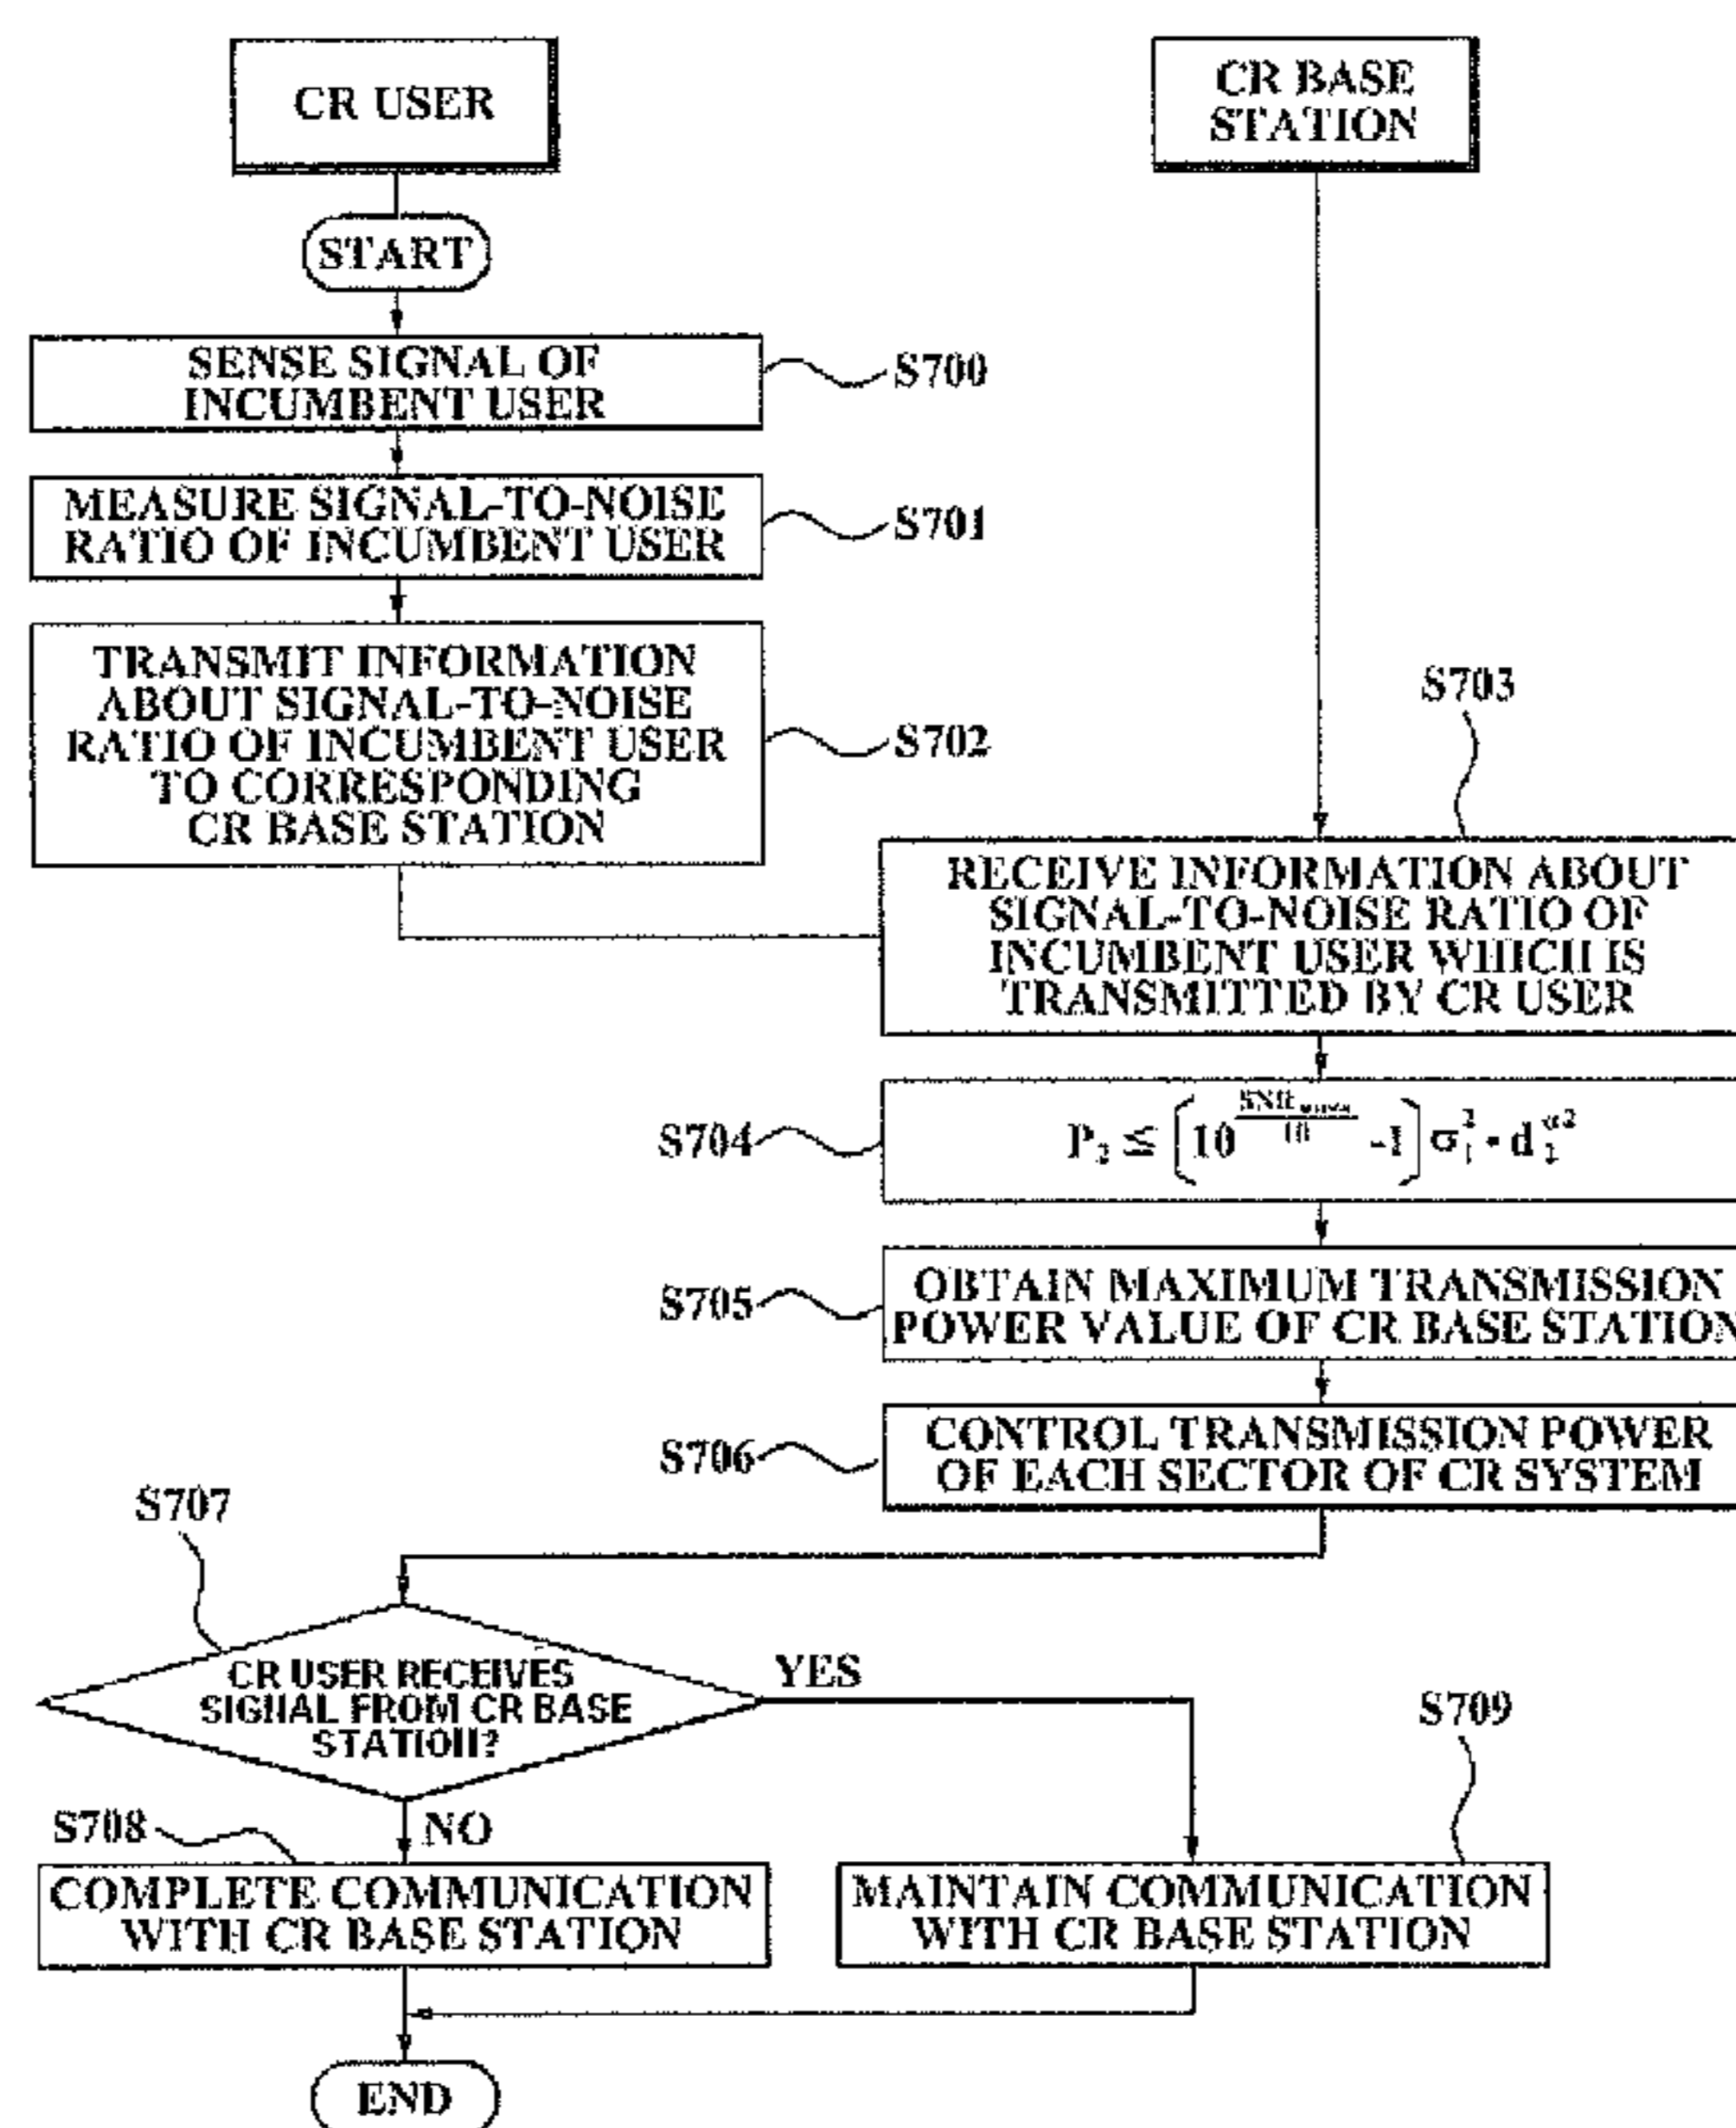 CR USER
CR BASE
STATION
START
SENSE SIGNAL OF
INCUMBENT USER
S700
MEASURE SIGNAL-TO-NOISE
RATIO OF INCUMBENT USER
S701
TRANSMIT INFORMATION
ABOUT SIGNAL-TO-NOISE
RATIO OF INCUMBENT USER
TO CORRESPONDING
CR BASE STATION
S702
S703
RECEIVE INFORMATION ABOUT
SIGNAL-TO-NOISE RATIO OF
INCUMBENT USER WHICH IS
TRANSMITTED BY CR USER
S704
P₂ ≦ (10 10 -1) σ₁² • d
S705
OBTAIN MAXIMUM TRANSMISSION
POWER VALUE OF CR BASE STATION
S706
CONTROL TRANSMISSION POWER
OF EACH SECTOR OF CR SYSTEM
S707
CR USER RECEIVES
SIGNAL FROM CR BASE
STATION?
YES
NO
S708
COMPLETE COMMUNICATION
WITH CR BASE STATION
S709
MAINTAIN COMMUNICATION
WITH CR BASE STATION
END